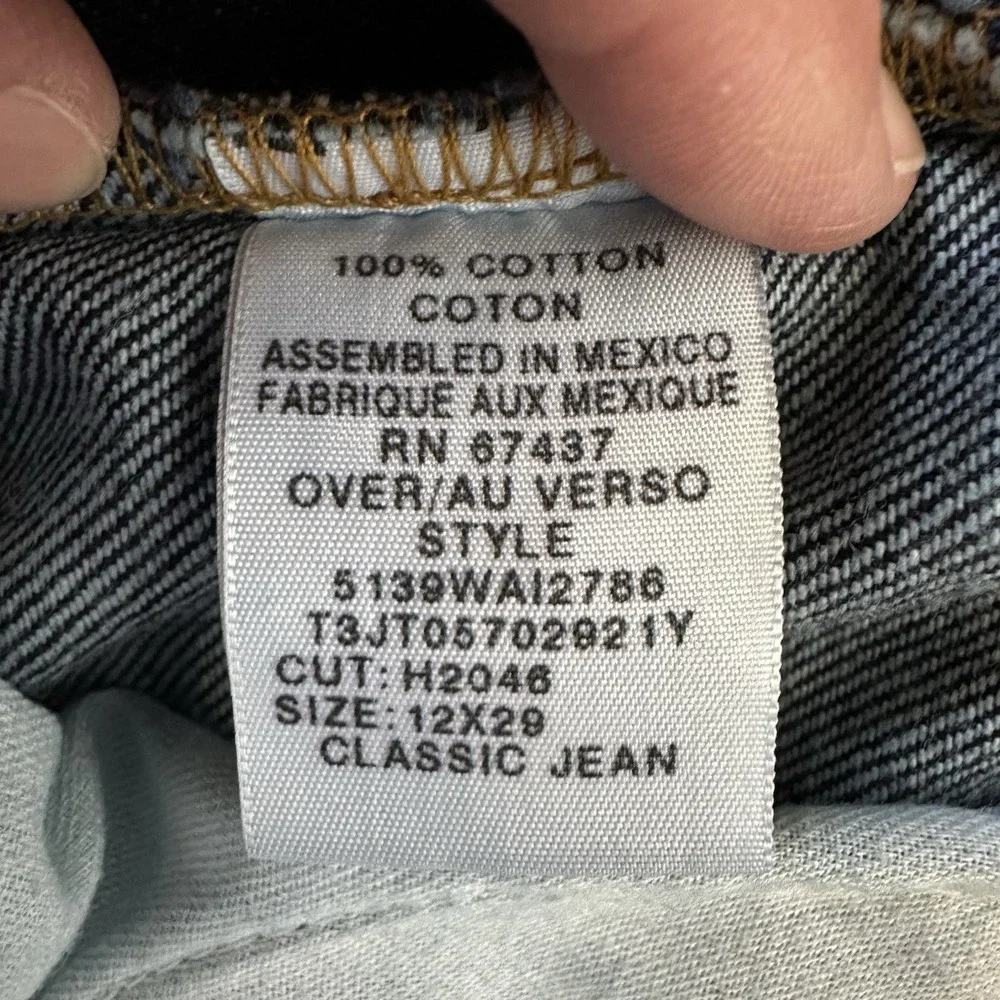 100% COTTON
COTON
ASSEMBLED IN MEXICO
FABRIQUE AUX MEXIQUE
RN 67437
OVER/AU VERSO
STYLE
5139WAI2786
T3JT05702921Y
CUT: H2046
SIZE: 12X29
CLASSIC JEAN